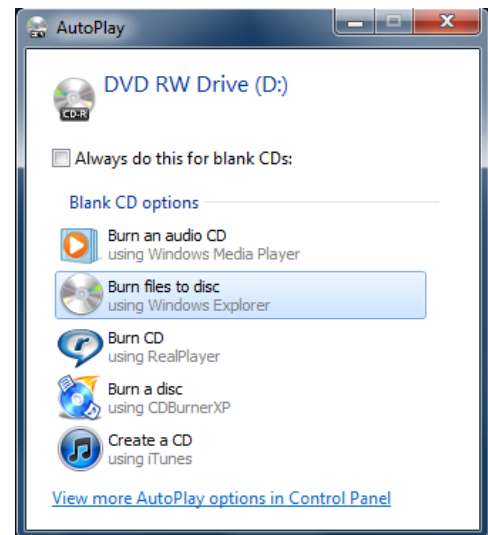 AutoPlay
DVD RW Drive (D:)
CD-R
Always do this for blank CDs:
Blank CD options
Burn an audio CD
using Windows Media Player
Burn files to disc
using Windows Explorer
Burn CD
using RealPlayer
Burn a disc
using CDBurnerXP
Create a CD
using iTunes
View more AutoPlay options in Control Panel